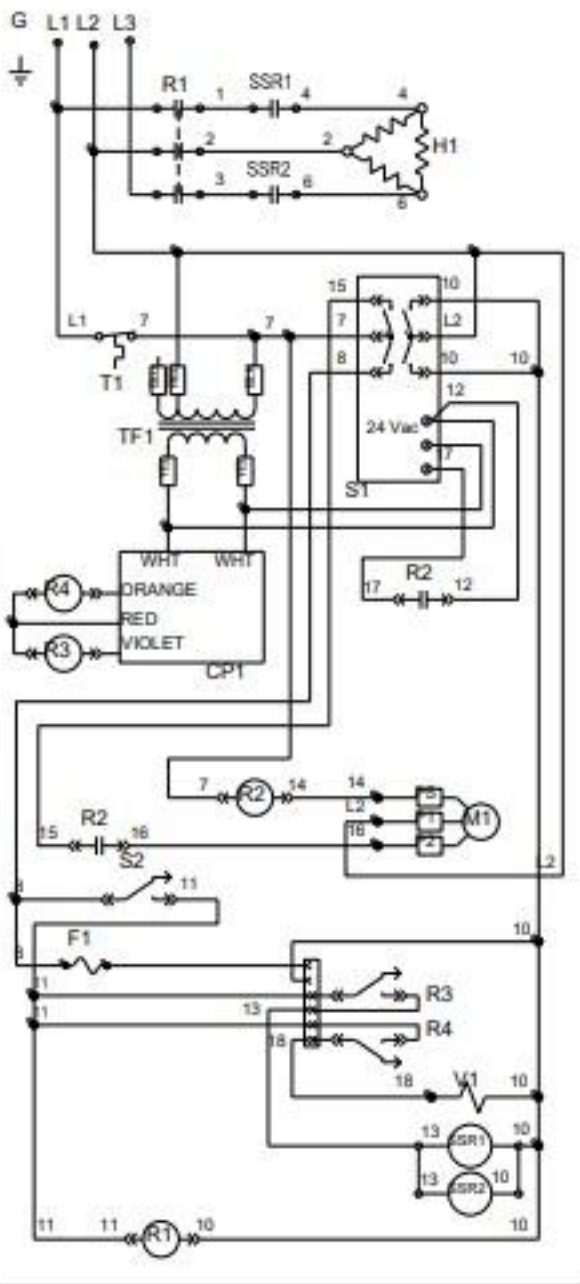 G L1 L2 L3
R1 1 SSR1 4 4
2 2 H1
3 SSR2 6 6
15 10
L1 7 7 7 L2
T1 8 10 10
12
TF1 24 Vac
17
S1
WHT WHT R2
17 12
R4 ORANGE
RED
R3 VIOLET
CP1
7 R2 14 14
L2 1 M1
15 R2 16 16 2
S2 L2
8 11
F1 10
8
11 R3
13
11 R4
18
18 V1 10
13 SSR1 10
13 SSR2 10
11 11 R1 10 10